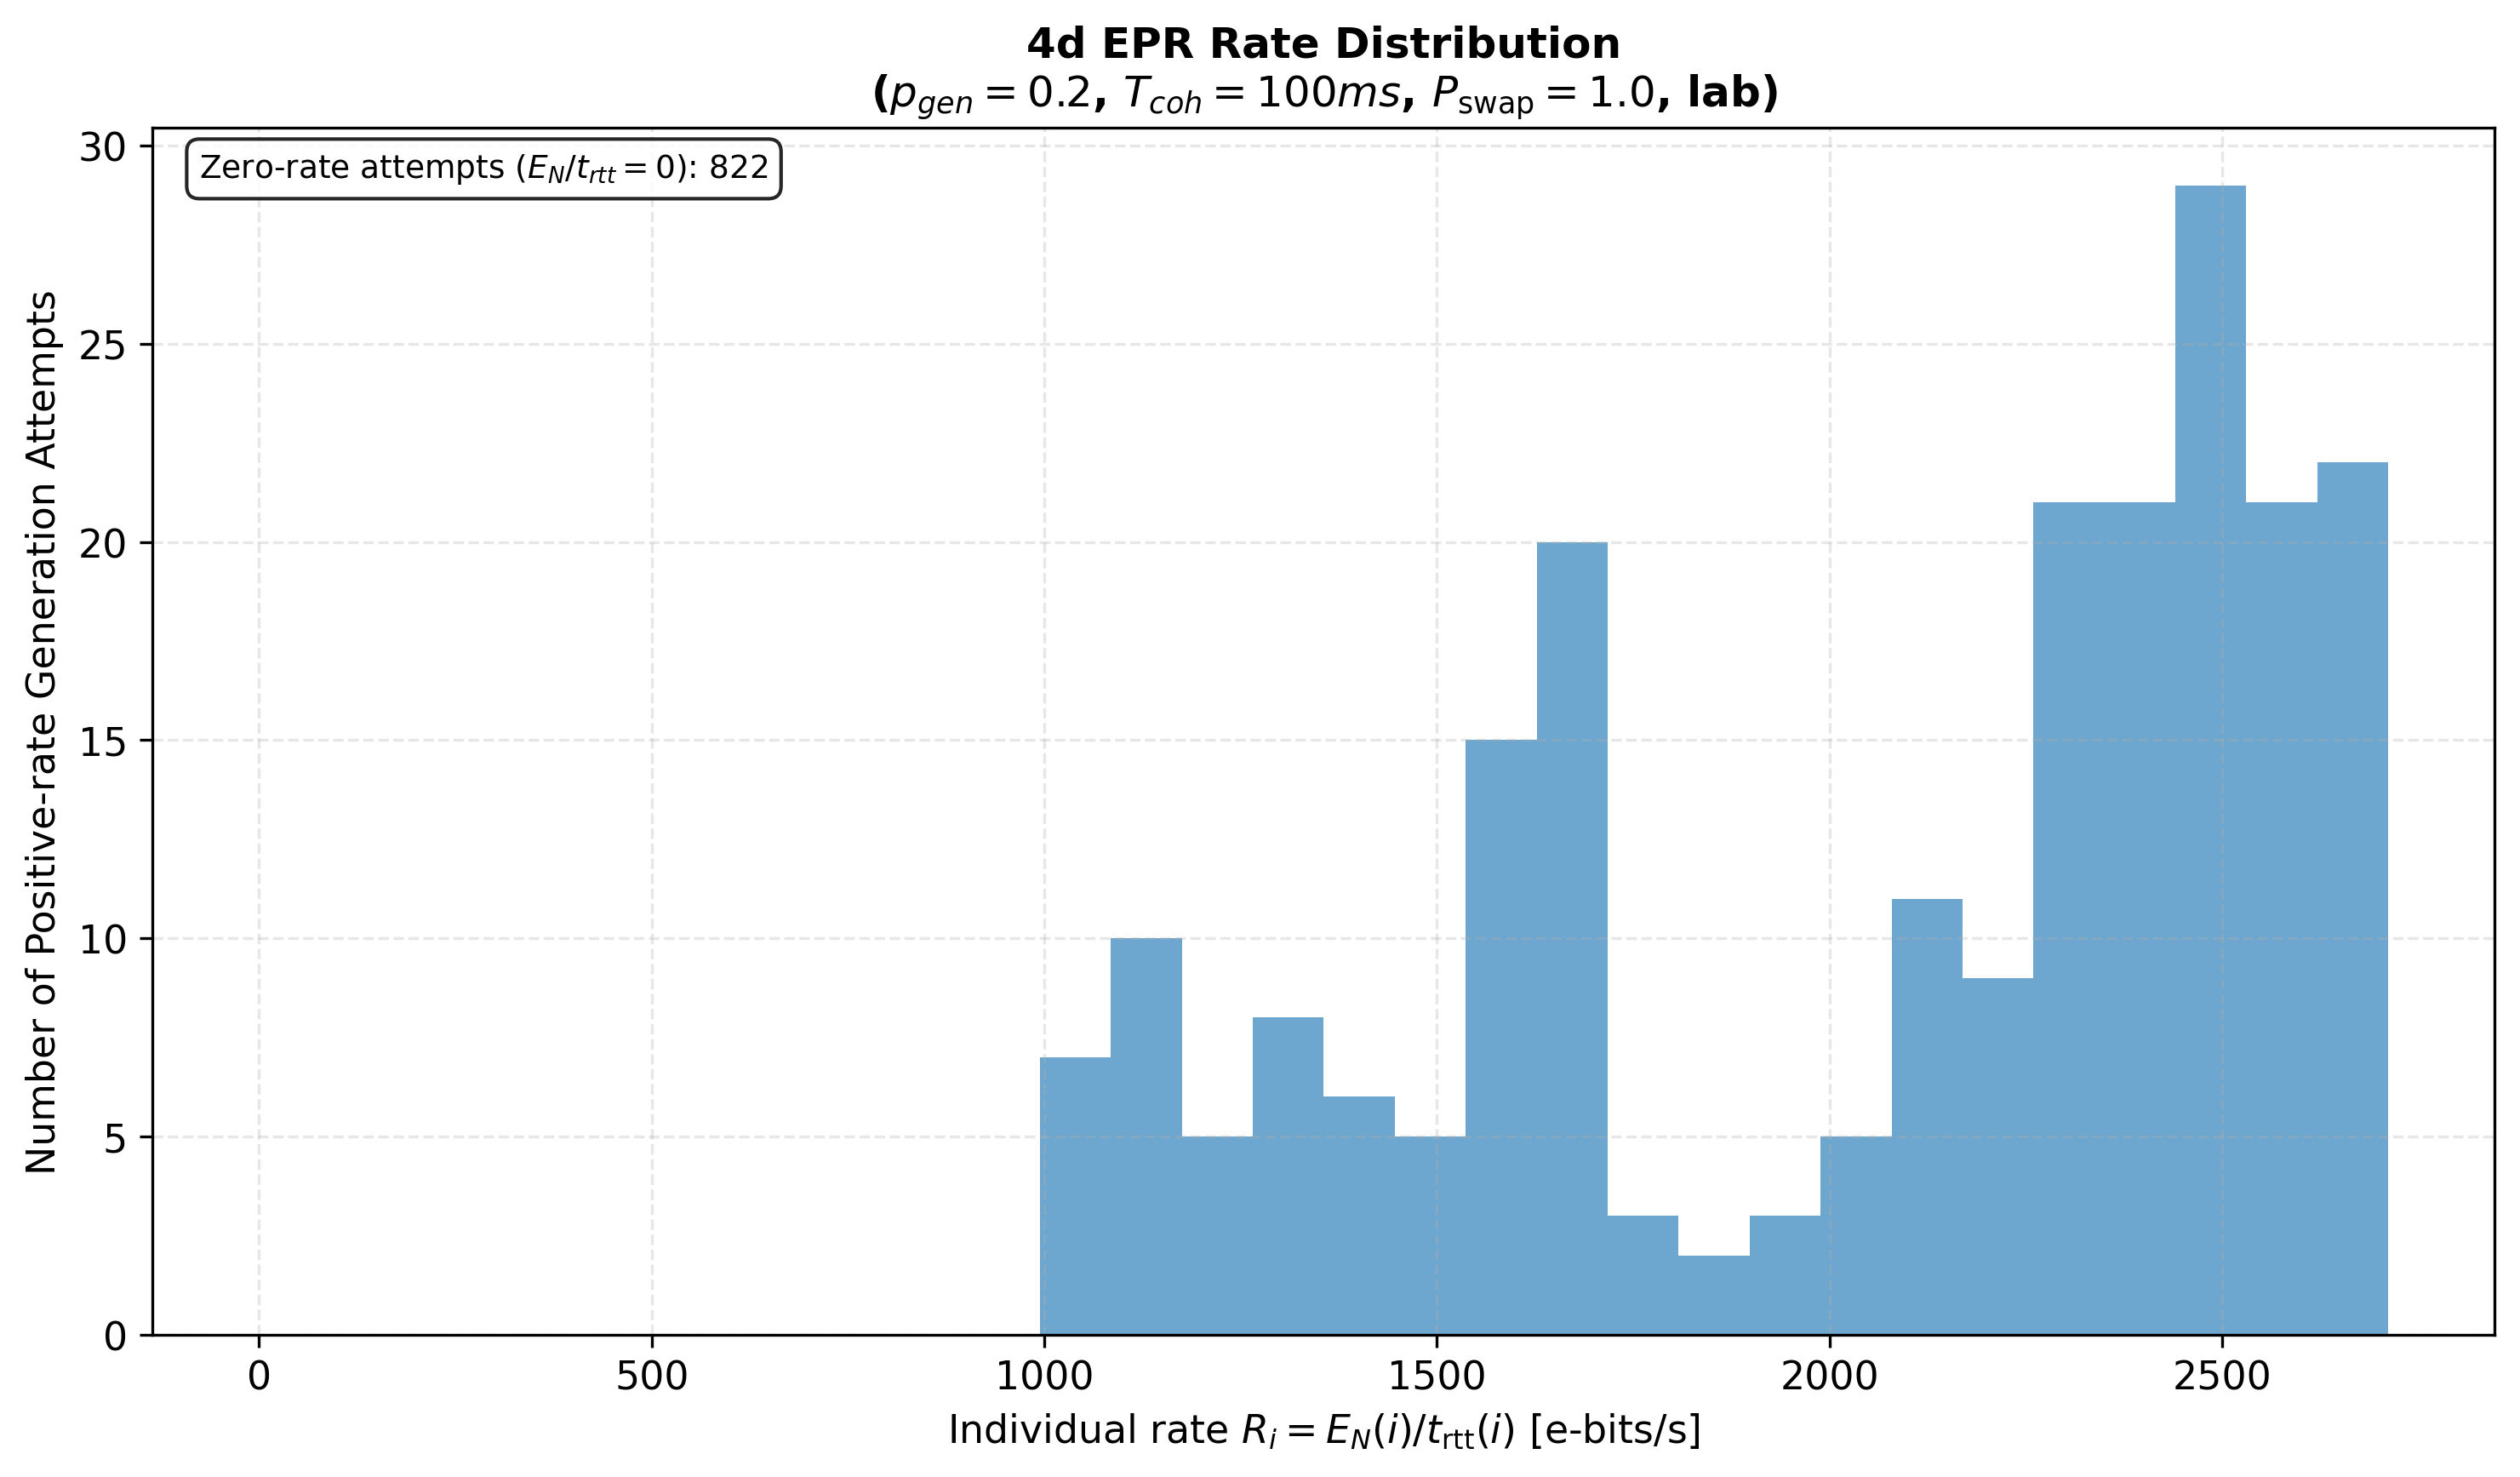 4d EPR Rate Distribution
(p_gen = 0.2, T_coh = 100ms, P_swap = 1.0, lab)
Zero-rate attempts (E_N/t_rtt = 0): 822
Number of Positive-rate Generation Attempts
30
25
20
15
10
5
0
0 500 1000 1500 2000 2500
Individual rate R_i = E_N(i)/t_rtt(i) [e-bits/s]